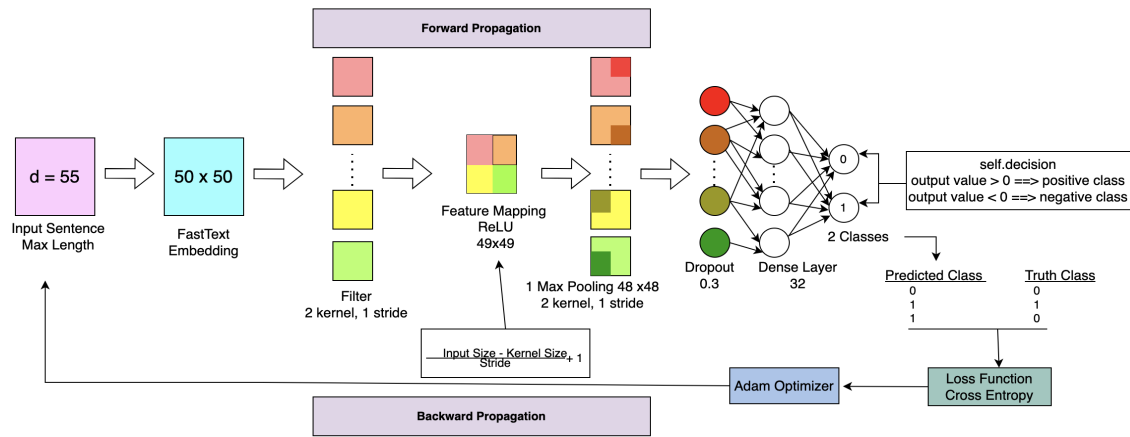 Forward Propagation
d = 55
Input Sentence
Max Length
50 x 50
FastText
Embedding
Filter
2 kernel, 1 stride
Feature Mapping
ReLU
49x49
Input Size - Kernel Size
Stride
+ 1
1 Max Pooling 48 x48
2 kernel, 1 stride
Dropout
0.3
Dense Layer
32
0
1
2 Classes
self.decision
output value > 0 ==> positive class
output value < 0 ==> negative class
Predicted Class Truth Class
0 0
1 1
1 0
Loss Function
Cross Entropy
Adam Optimizer
Backward Propagation